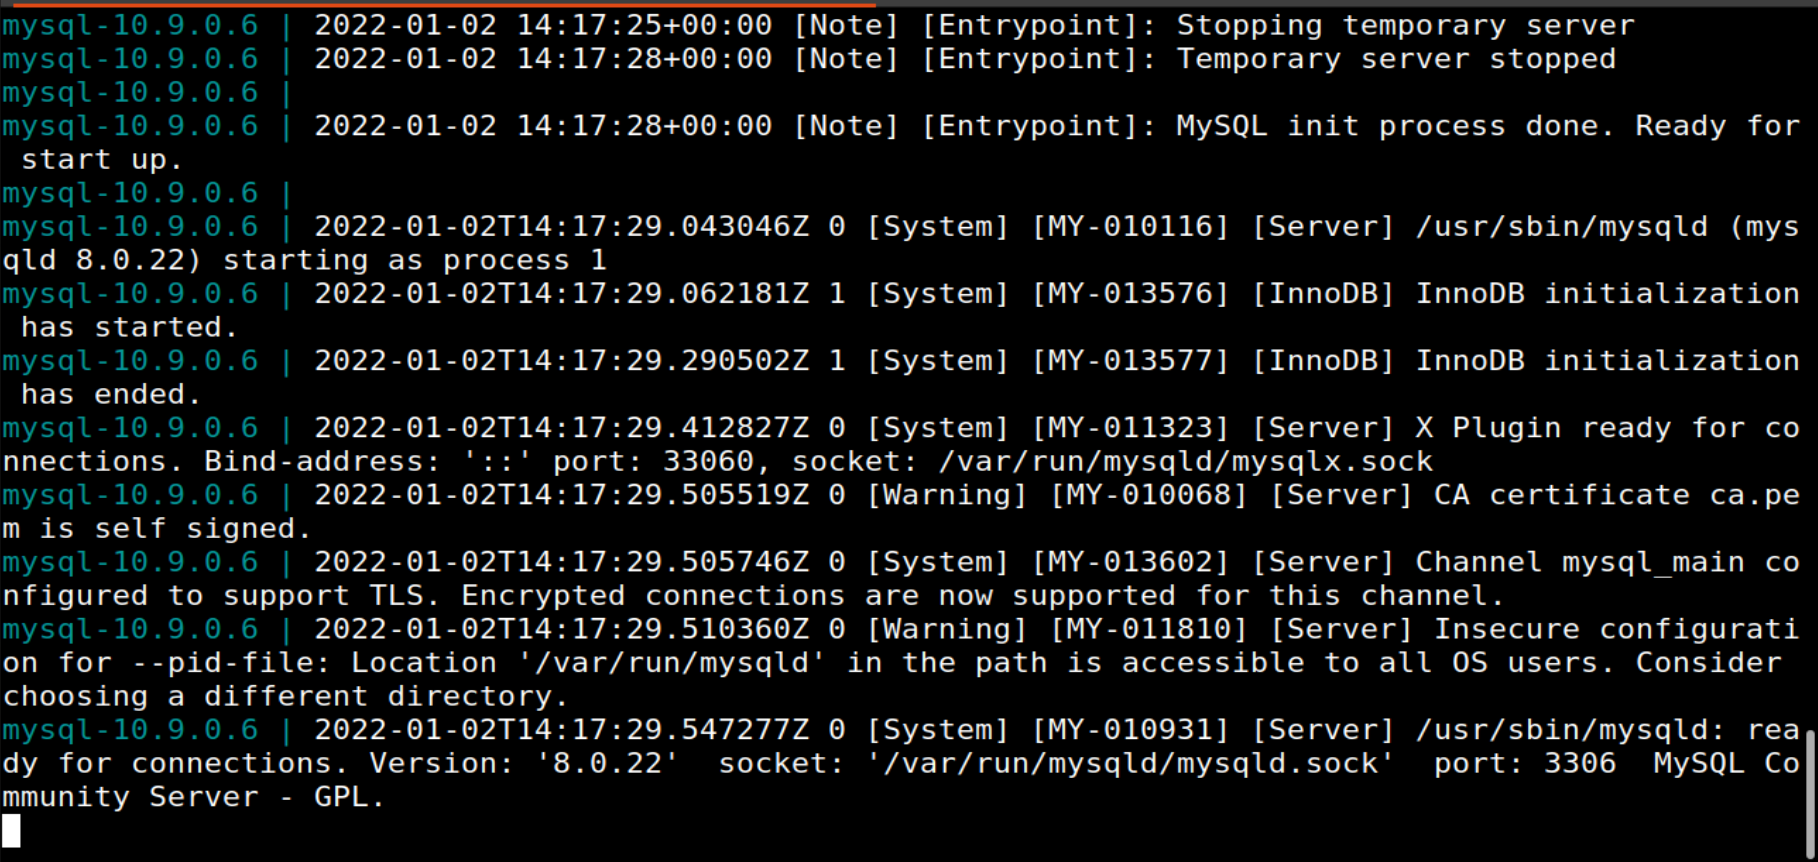 mysql-10.9.0.6 | 2022-01-02 14:17:25+00:00 [Note] [Entrypoint]: Stopping temporary server
mysql-10.9.0.6 | 2022-01-02 14:17:28+00:00 [Note] [Entrypoint]: Temporary server stopped
mysql-10.9.0.6 |
mysql-10.9.0.6 | 2022-01-02 14:17:28+00:00 [Note] [Entrypoint]: MySQL init process done. Ready for
 start up.
mysql-10.9.0.6 |
mysql-10.9.0.6 | 2022-01-02T14:17:29.043046Z 0 [System] [MY-010116] [Server] /usr/sbin/mysqld (mys
qld 8.0.22) starting as process 1
mysql-10.9.0.6 | 2022-01-02T14:17:29.062181Z 1 [System] [MY-013576] [InnoDB] InnoDB initialization
 has started.
mysql-10.9.0.6 | 2022-01-02T14:17:29.290502Z 1 [System] [MY-013577] [InnoDB] InnoDB initialization
 has ended.
mysql-10.9.0.6 | 2022-01-02T14:17:29.412827Z 0 [System] [MY-011323] [Server] X Plugin ready for co
nnections. Bind-address: '::' port: 33060, socket: /var/run/mysqld/mysqlx.sock
mysql-10.9.0.6 | 2022-01-02T14:17:29.505519Z 0 [Warning] [MY-010068] [Server] CA certificate ca.pe
m is self signed.
mysql-10.9.0.6 | 2022-01-02T14:17:29.505746Z 0 [System] [MY-013602] [Server] Channel mysql_main co
nfigured to support TLS. Encrypted connections are now supported for this channel.
mysql-10.9.0.6 | 2022-01-02T14:17:29.510360Z 0 [Warning] [MY-011810] [Server] Insecure configurati
on for --pid-file: Location '/var/run/mysqld' in the path is accessible to all OS users. Consider
choosing a different directory.
mysql-10.9.0.6 | 2022-01-02T14:17:29.547277Z 0 [System] [MY-010931] [Server] /usr/sbin/mysqld: rea
dy for connections. Version: '8.0.22'  socket: '/var/run/mysqld/mysqld.sock'  port: 3306  MySQL Co
mmunity Server - GPL.